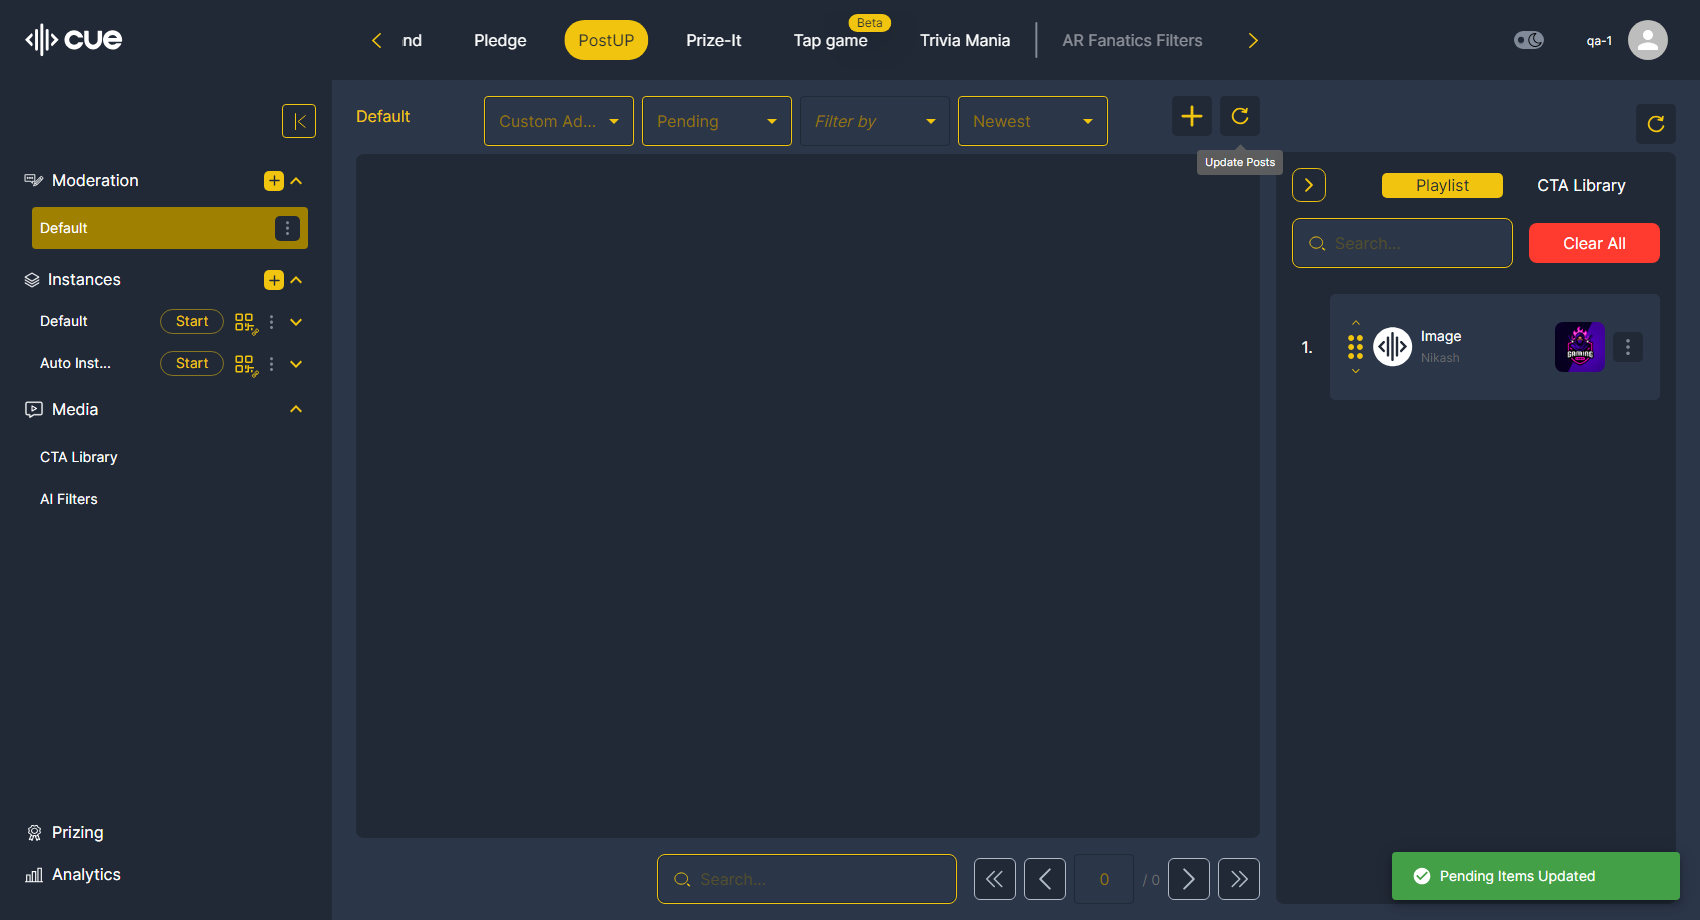 cue
nd
Pledge
PostUP
Prize-It
Tap game
Beta
Trivia Mania
AR Fanatics Filters
qa-1
Moderation
Default
Instances
Default
Start
Auto Inst...
Start
Media
CTA Library
AI Filters
Prizing
Analytics
Default
Custom Ad...
Pending
Filter by
Newest
Update Posts
Search...
0
/ 0
Playlist
CTA Library
Search...
Clear All
1.
Image
Nikash
GAMING
Pending Items Updated